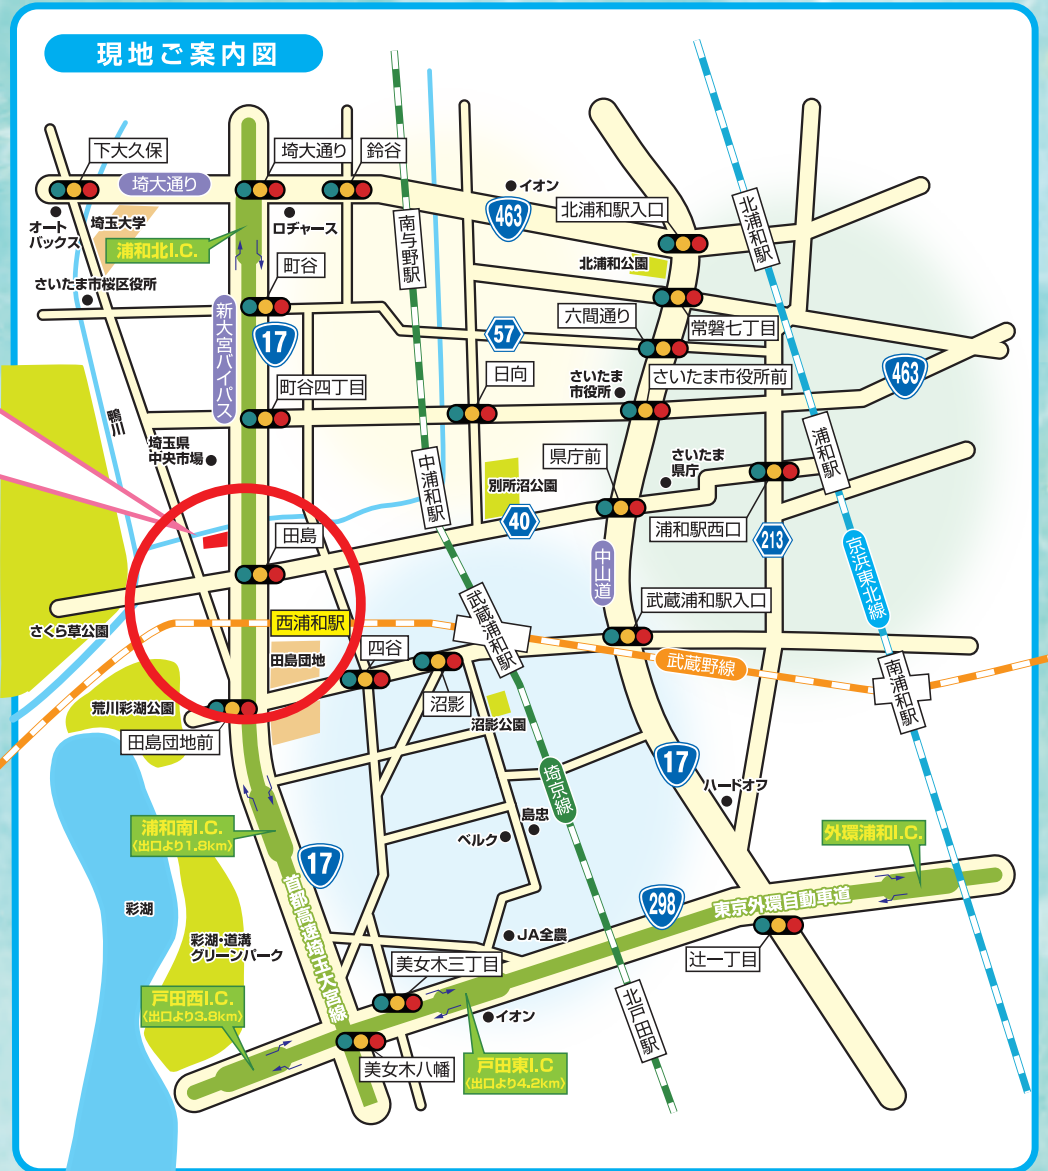 現地ご案内図
下大久保
埼大通り
鈴谷
埼大通り
オート
バックス
埼玉大学
浦和北I.C.
ロヂャース
イオン
463
北浦和駅入口
北浦和駅
南与野駅
北浦和公園
町谷
さいたま市桜区役所
新大宮バイパス
17
六間通り
常磐七丁目
57
日向
さいたま
市役所
さいたま市役所前
463
町谷四丁目
鴨川
埼玉県
中央市場
県庁前
さいたま
県庁
浦和駅
中浦和駅
別所沼公園
40
浦和駅西口
213
田島
中山道
京浜東北線
武蔵浦和駅
武蔵浦和駅入口
さくら草公園
西浦和駅
田島団地
四谷
武蔵野線
南浦和駅
荒川彩湖公園
沼影
沼影公園
田島団地前
17
埼京線
ハードオフ
浦和南I.C.
〈出口より1.8km〉
島忠
ベルク
外環浦和I.C.
17
首都高速埼玉大宮線
298
東京外環自動車道
彩湖
彩湖・道満
グリーンパーク
JA全農
辻一丁目
美女木三丁目
戸田西I.C.
〈出口より3.8km〉
イオン
北戸田駅
美女木八幡
戸田東I.C
〈出口より4.2km〉